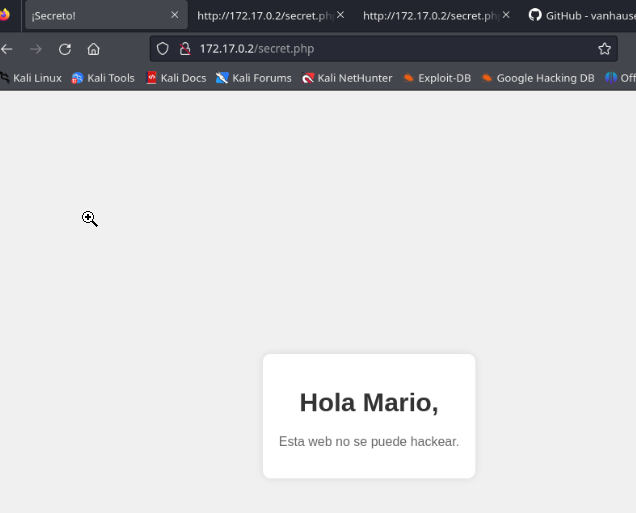 ¡Secreto!
http://172.17.0.2/secret.ph
http://172.17.0.2/secret.ph
GitHub - vanhause
172.17.0.2/secret.php
Kali Linux
Kali Tools
Kali Docs
Kali Forums
Kali NetHunter
Exploit-DB
Google Hacking DB
Off
Hola Mario,
Esta web no se puede hackear.